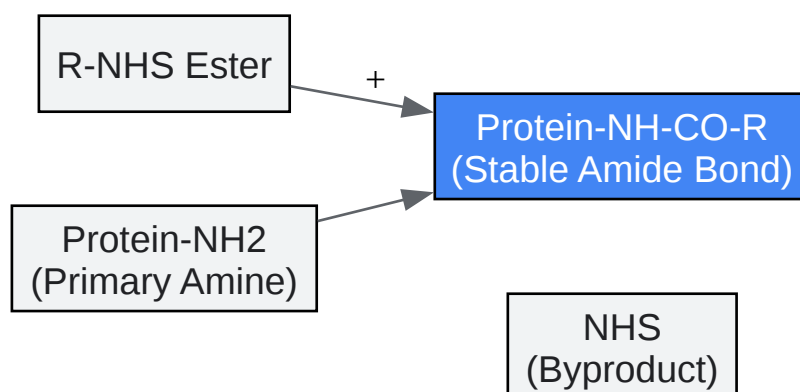 R-NHS Ester
+
Protein-NH-CO-R
(Stable Amide Bond)
Protein-NH2
(Primary Amine)
NHS
(Byproduct)